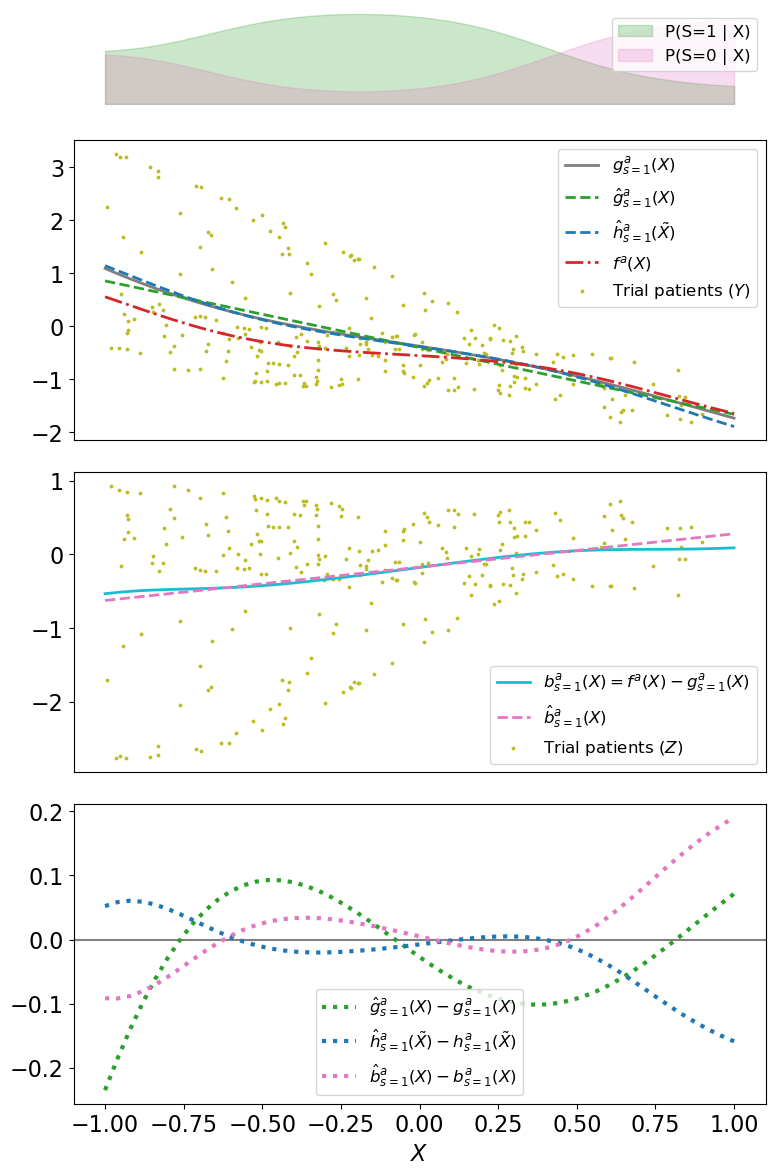 P(S=1 | X)
P(S=0 | X)
3
2
1
0
−1
−2
g^a_{s=1}(X)
ĝ^a_{s=1}(X)
ĥ^a_{s=1}(X̃)
f^a(X)
Trial patients (Y)
1
0
−1
−2
b^a_{s=1}(X) = f^a(X) − g^a_{s=1}(X)
b̂^a_{s=1}(X)
Trial patients (Z)
0.2
0.1
0.0
−0.1
−0.2
ĝ^a_{s=1}(X) − g^a_{s=1}(X)
ĥ^a_{s=1}(X̃) − h^a_{s=1}(X̃)
b̂^a_{s=1}(X) − b^a_{s=1}(X)
−1.00 −0.75 −0.50 −0.25 0.00 0.25 0.50 0.75 1.00
X